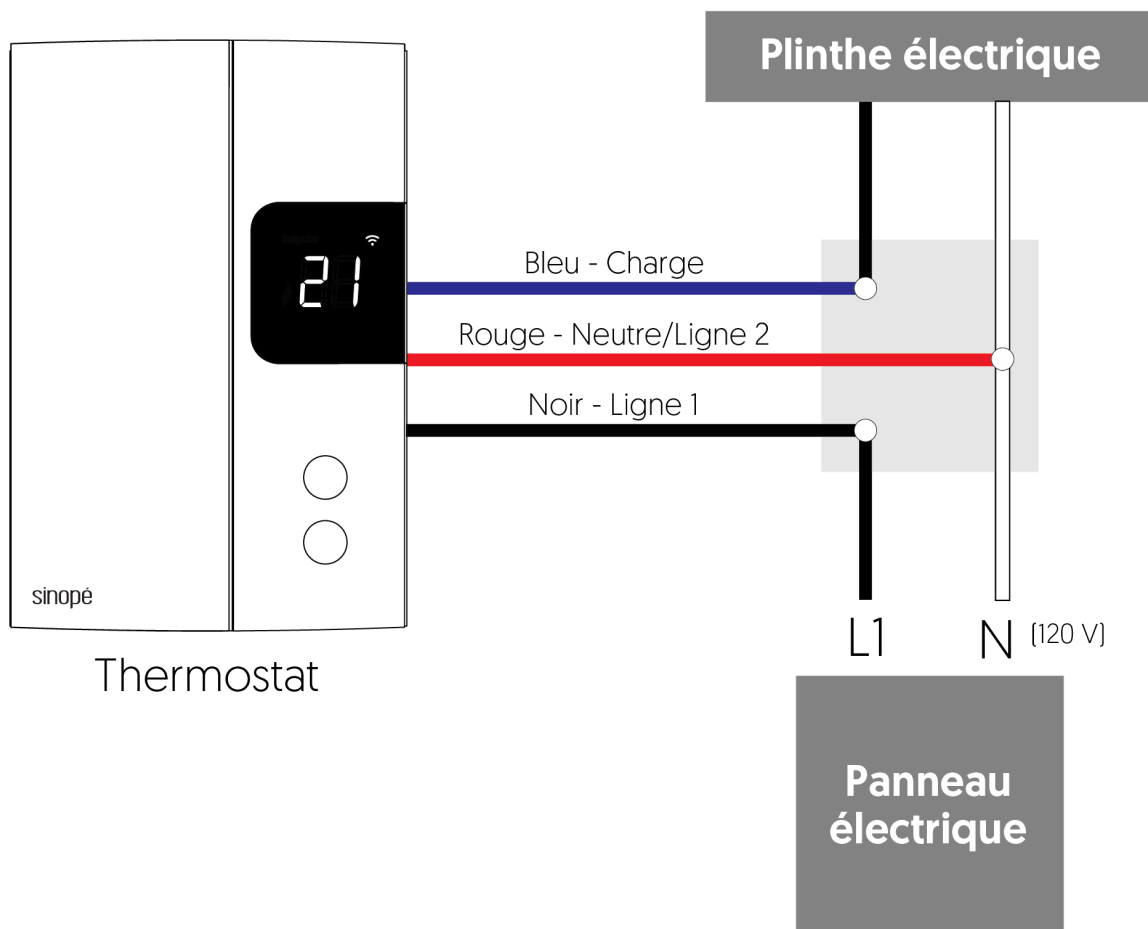 Plinthe électrique
21
Bleu - Charge
Rouge - Neutre/Ligne 2
Noir - Ligne 1
sinopé
Thermostat
L1
N (120 V)
Panneau
électrique